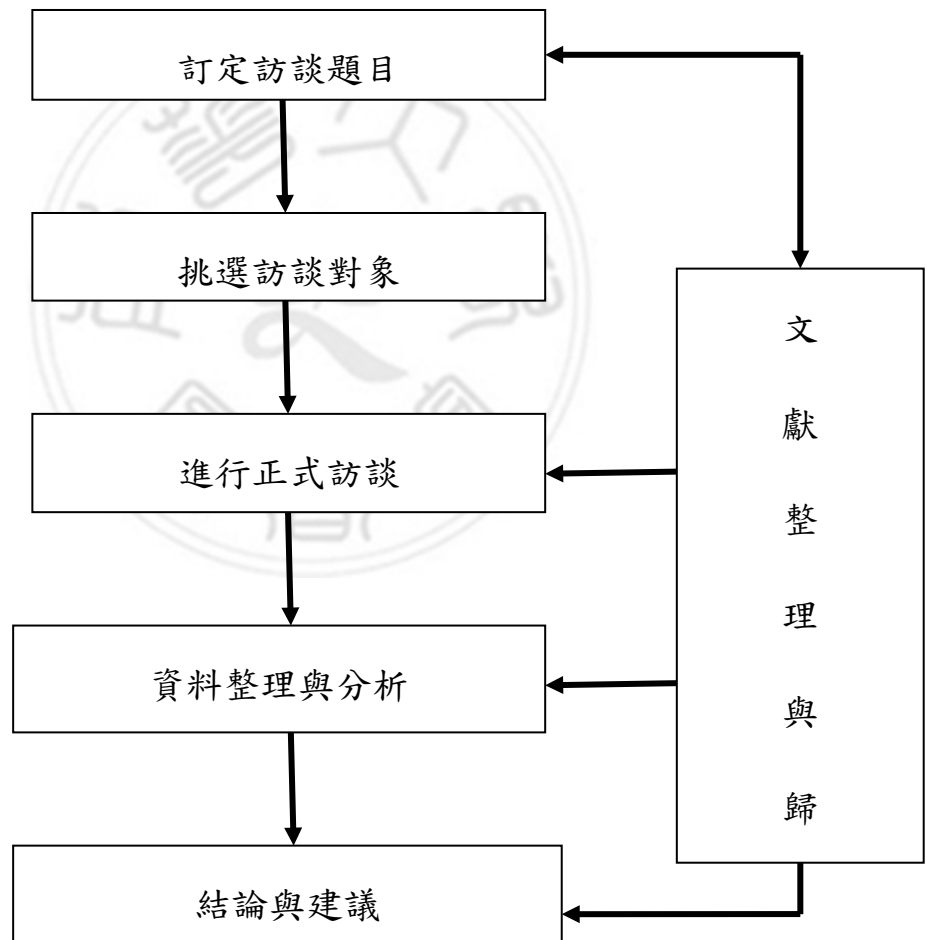 訂定訪談題目
挑選訪談對象
進行正式訪談
資料整理與分析
結論與建議
文獻整理與歸